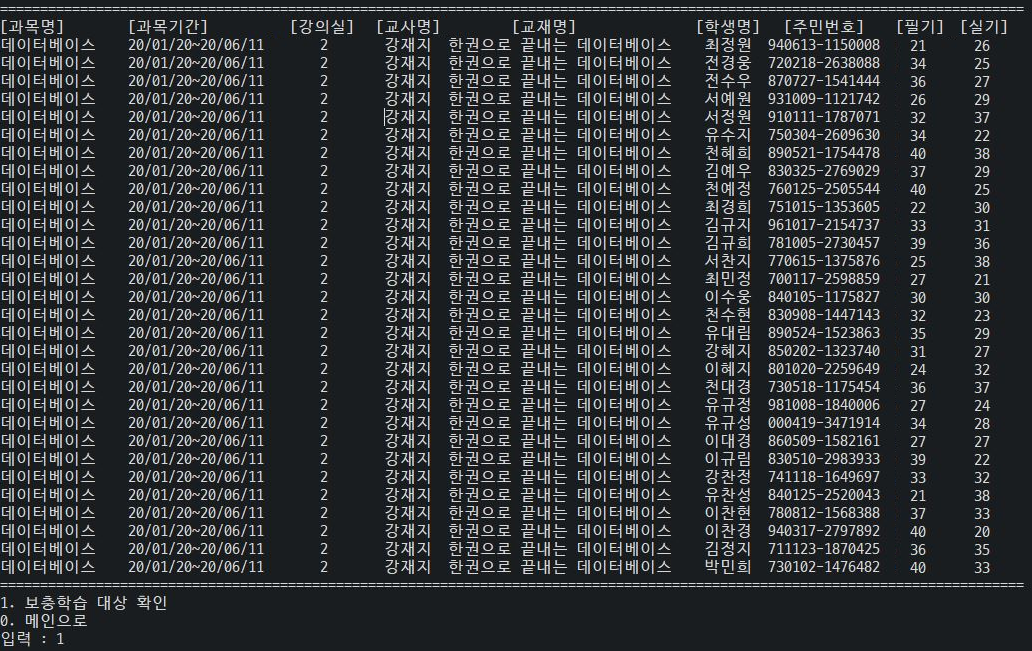 [과목명] [과목기간] [강의실] [교사명] [교재명] [학생명] [주민번호] [필기] [실기]
데이터베이스 20/01/20~20/06/11 2 강재지 한권으로 끝내는 데이터베이스 최정원 940613-1150008 21 26
데이터베이스 20/01/20~20/06/11 2 강재지 한권으로 끝내는 데이터베이스 전경웅 720218-2638088 34 25
데이터베이스 20/01/20~20/06/11 2 강재지 한권으로 끝내는 데이터베이스 전수우 870727-1541444 36 27
데이터베이스 20/01/20~20/06/11 2 강재지 한권으로 끝내는 데이터베이스 서예원 931009-1121742 26 29
데이터베이스 20/01/20~20/06/11 2 강재지 한권으로 끝내는 데이터베이스 서정원 910111-1787071 32 37
데이터베이스 20/01/20~20/06/11 2 강재지 한권으로 끝내는 데이터베이스 유수지 750304-2609630 34 22
데이터베이스 20/01/20~20/06/11 2 강재지 한권으로 끝내는 데이터베이스 천혜희 890521-1754478 40 38
데이터베이스 20/01/20~20/06/11 2 강재지 한권으로 끝내는 데이터베이스 김예우 830325-2769029 37 29
데이터베이스 20/01/20~20/06/11 2 강재지 한권으로 끝내는 데이터베이스 천예정 760125-2505544 40 25
데이터베이스 20/01/20~20/06/11 2 강재지 한권으로 끝내는 데이터베이스 최경희 751015-1353605 22 30
데이터베이스 20/01/20~20/06/11 2 강재지 한권으로 끝내는 데이터베이스 김규지 961017-2154737 33 31
데이터베이스 20/01/20~20/06/11 2 강재지 한권으로 끝내는 데이터베이스 김규희 781005-2730457 39 36
데이터베이스 20/01/20~20/06/11 2 강재지 한권으로 끝내는 데이터베이스 서찬지 770615-1375876 25 38
데이터베이스 20/01/20~20/06/11 2 강재지 한권으로 끝내는 데이터베이스 최민정 700117-2598859 27 21
데이터베이스 20/01/20~20/06/11 2 강재지 한권으로 끝내는 데이터베이스 이수웅 840105-1175827 30 30
데이터베이스 20/01/20~20/06/11 2 강재지 한권으로 끝내는 데이터베이스 천수현 830908-1447143 32 23
데이터베이스 20/01/20~20/06/11 2 강재지 한권으로 끝내는 데이터베이스 유대림 890524-1523863 35 29
데이터베이스 20/01/20~20/06/11 2 강재지 한권으로 끝내는 데이터베이스 강혜지 850202-1323740 31 27
데이터베이스 20/01/20~20/06/11 2 강재지 한권으로 끝내는 데이터베이스 이혜지 801020-2259649 24 32
데이터베이스 20/01/20~20/06/11 2 강재지 한권으로 끝내는 데이터베이스 천대경 730518-1175454 36 37
데이터베이스 20/01/20~20/06/11 2 강재지 한권으로 끝내는 데이터베이스 유규정 981008-1840006 27 24
데이터베이스 20/01/20~20/06/11 2 강재지 한권으로 끝내는 데이터베이스 유규성 000419-3471914 34 28
데이터베이스 20/01/20~20/06/11 2 강재지 한권으로 끝내는 데이터베이스 이대경 860509-1582161 27 27
데이터베이스 20/01/20~20/06/11 2 강재지 한권으로 끝내는 데이터베이스 이규림 830510-2983933 39 22
데이터베이스 20/01/20~20/06/11 2 강재지 한권으로 끝내는 데이터베이스 강찬정 741118-1649697 33 32
데이터베이스 20/01/20~20/06/11 2 강재지 한권으로 끝내는 데이터베이스 유찬성 840125-2520043 21 38
데이터베이스 20/01/20~20/06/11 2 강재지 한권으로 끝내는 데이터베이스 이찬현 780812-1568388 37 33
데이터베이스 20/01/20~20/06/11 2 강재지 한권으로 끝내는 데이터베이스 이찬경 940317-2797892 40 20
데이터베이스 20/01/20~20/06/11 2 강재지 한권으로 끝내는 데이터베이스 김정지 711123-1870425 36 35
데이터베이스 20/01/20~20/06/11 2 강재지 한권으로 끝내는 데이터베이스 박민희 730102-1476482 40 33
1. 보충학습 대상 확인
0. 메인으로
입력 : 1